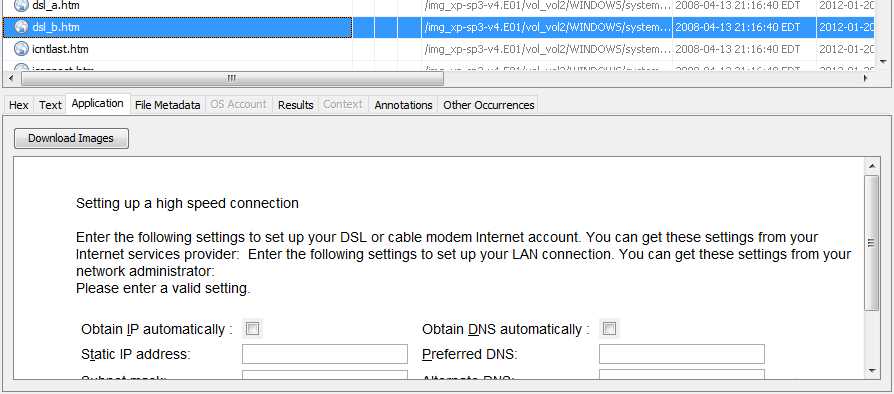 dsl_a.htm /img_xp-sp3-v4.E01/vol_vol2/WINDOWS/system... 2008-04-13 21:16:40 EDT 2012-01-20
dsl_b.htm /img_xp-sp3-v4.E01/vol_vol2/WINDOWS/system... 2008-04-13 21:16:40 EDT 2012-01-20
icntlast.htm /img_xp-sp3-v4.E01/vol_vol2/WINDOWS/system... 2008-04-13 21:16:40 EDT 2012-01-20
Hex Text Application File Metadata OS Account Results Context Annotations Other Occurrences
Download Images
Setting up a high speed connection
Enter the following settings to set up your DSL or cable modem Internet account. You can get these settings from your
Internet services provider: Enter the following settings to set up your LAN connection. You can get these settings from your
network administrator:
Please enter a valid setting.
Obtain IP automatically : Obtain DNS automatically :
Static IP address: Preferred DNS:
Subnet mask: Alternate DNS: